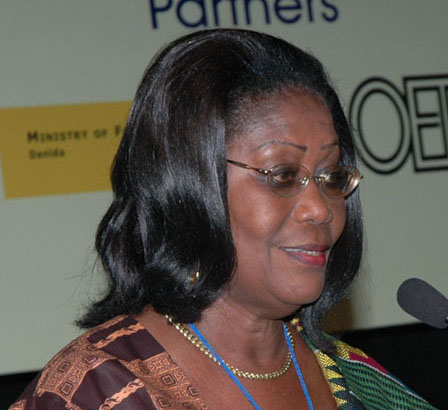 Partners
MINISTRY OF F
Danida
OE